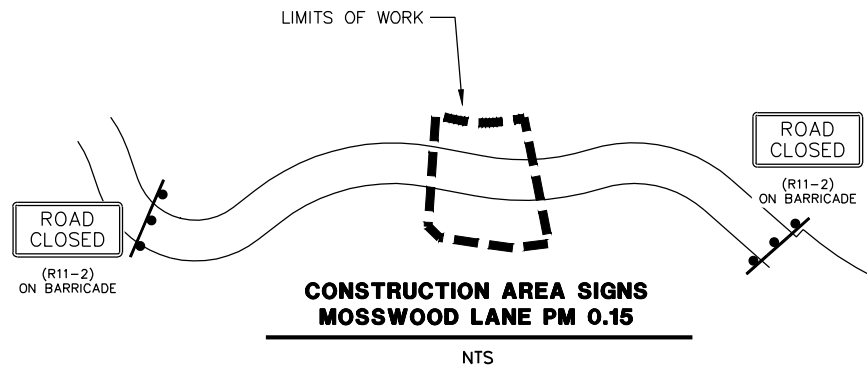 LIMITS OF WORK
ROAD
CLOSED
(R11-2)
ON BARRICADE
ROAD
CLOSED
(R11-2)
ON BARRICADE
CONSTRUCTION AREA SIGNS
MOSSWOOD LANE PM 0.15
NTS